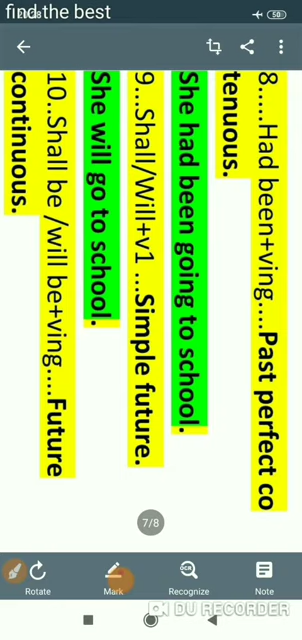 find the best
8.....Had been+ving....Past perfect co
tenuous.
She had been going to school.
9...Shall/Will+v1 ....Simple future.
She will go to school.
10...Shall be /will be+ving....Future
continuous.
7/8
Rotate
Mark
Recognize
Note
OCR
DU RECORDER
50